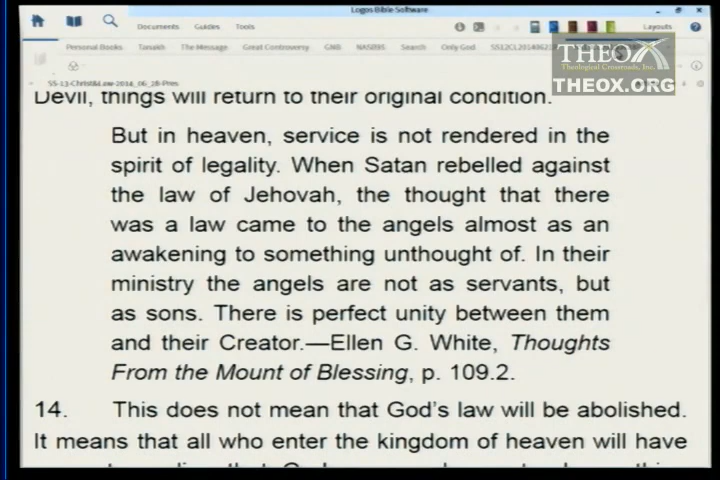 Logos Bible Software
Documents Guides Tools Layouts
Personal Books Tanakh The Message Great Controversy GNB NASB95 Search Only God
THEOX
Theological Crossroads, Inc.
THEOX.ORG
SS-13-Christ&Law-2014_06_28-Pres
Devil, things will return to their original condition.
But in heaven, service is not rendered in the
spirit of legality. When Satan rebelled against
the law of Jehovah, the thought that there
was a law came to the angels almost as an
awakening to something unthought of. In their
ministry the angels are not as servants, but
as sons. There is perfect unity between them
and their Creator.—Ellen G. White, Thoughts
From the Mount of Blessing, p. 109.2.
14. This does not mean that God's law will be abolished.
It means that all who enter the kingdom of heaven will have